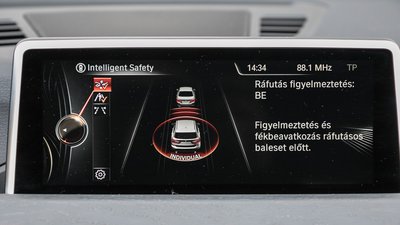 Intelligent Safety
14:34 88.1 MHz TP
Ráfutás figyelmeztetés:
BE
INDIVIDUAL
Figyelmeztetés és
fékbeavatkozás ráfutásos
baleset előtt.